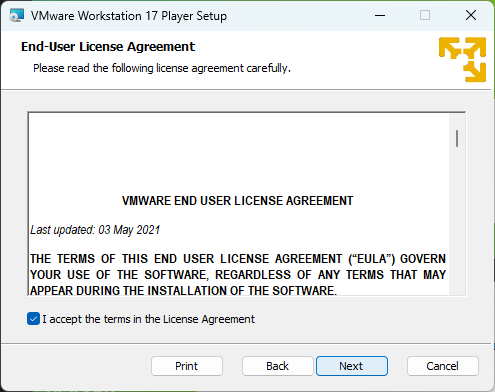 VMware Workstation 17 Player Setup
End-User License Agreement
Please read the following license agreement carefully.
VMWARE END USER LICENSE AGREEMENT
Last updated: 03 May 2021
THE TERMS OF THIS END USER LICENSE AGREEMENT (“EULA”) GOVERN
YOUR USE OF THE SOFTWARE, REGARDLESS OF ANY TERMS THAT MAY
APPEAR DURING THE INSTALLATION OF THE SOFTWARE.
I accept the terms in the License Agreement
Print Back Next Cancel